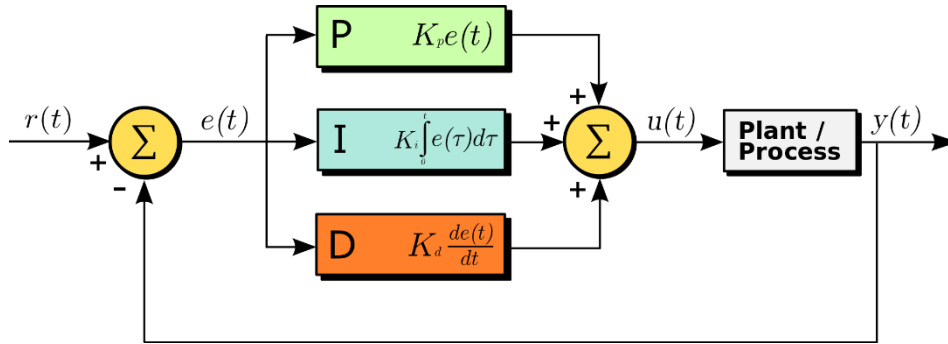 r(t)
+
-
Σ
e(t)
P K_p e(t)
I K_i ∫_0^t e(τ)dτ
D K_d de(t)/dt
+
+
+
Σ
u(t)
Plant /
Process
y(t)